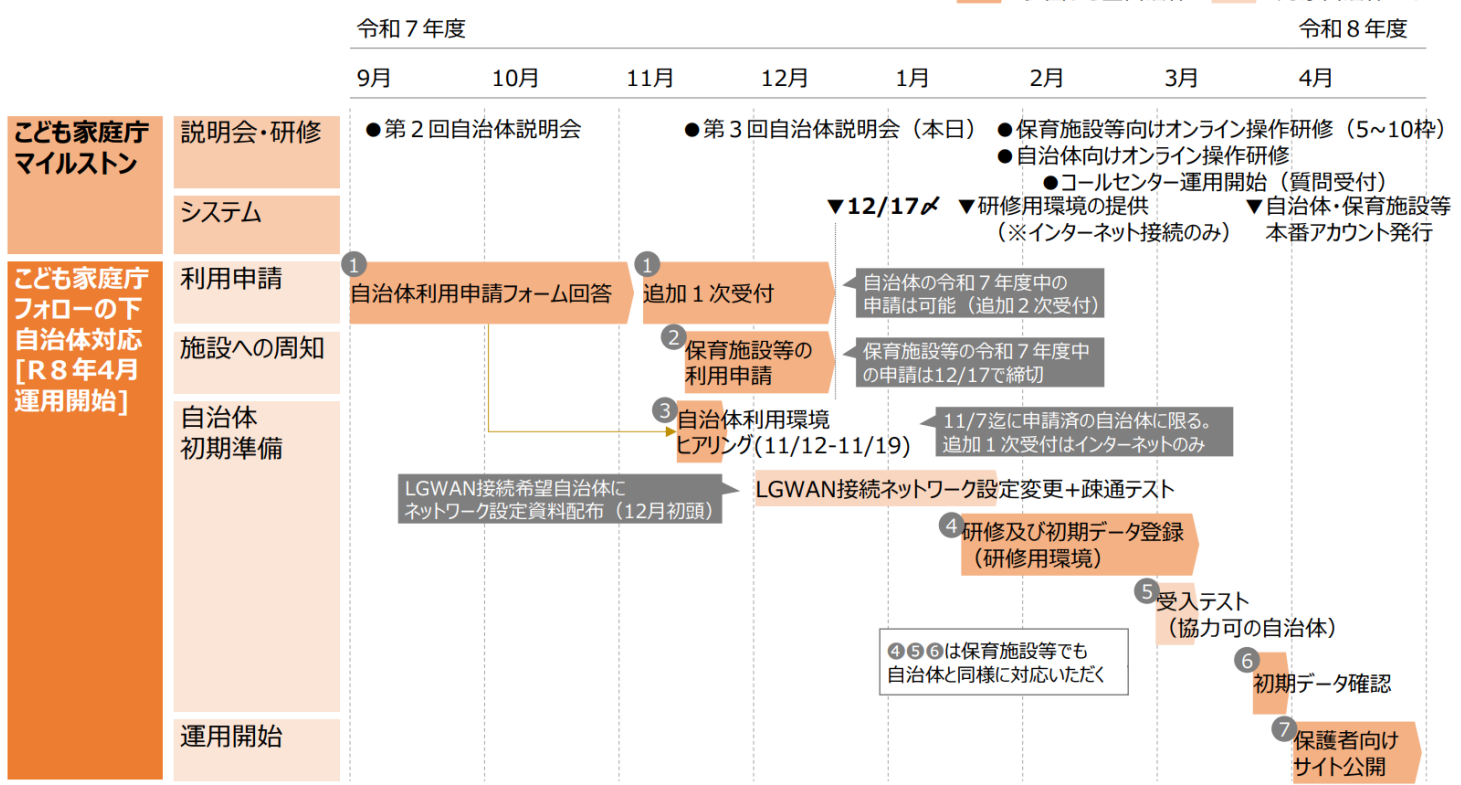 令和７年度
令和８年度
9月
10月
11月
12月
1月
2月
3月
4月
こども家庭庁
マイルストン
説明会・研修
●第２回自治体説明会
●第３回自治体説明会（本日）
●保育施設等向けオンライン操作研修（5~10枠）
●自治体向けオンライン操作研修
●コールセンター運用開始（質問受付）
システム
▼12/17〆
▼研修用環境の提供
（※インターネット接続のみ）
▼自治体・保育施設等
本番アカウント発行
こども家庭庁
フォローの下
自治体対応
[R８年4月
運用開始]
利用申請
❶
自治体利用申請フォーム回答
❶
追加１次受付
自治体の令和７年度中の
申請は可能（追加２次受付）
施設への周知
❷
保育施設等の
利用申請
保育施設等の令和７年度中
の申請は12/17で締切
自治体
初期準備
❸
自治体利用環境
ヒアリング(11/12-11/19)
11/7迄に申請済の自治体に限る。
追加１次受付はインターネットのみ
LGWAN接続希望自治体に
ネットワーク設定資料配布（12月初頭）
LGWAN接続ネットワーク設定変更+疎通テスト
❹
研修及び初期データ登録
（研修用環境）
❺
受入テスト
（協力可の自治体）
❹❺❻は保育施設等でも
自治体と同様に対応いただく
❻
初期データ確認
運用開始
❼
保護者向け
サイト公開